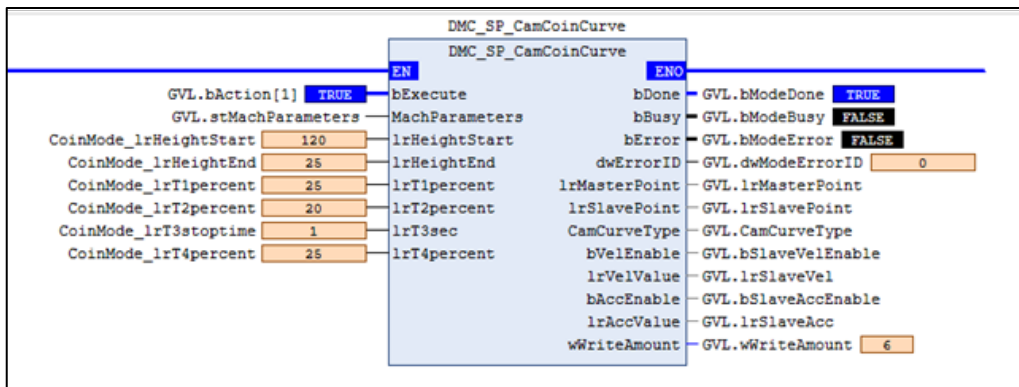 DMC_SP_CamCoinCurve
DMC_SP_CamCoinCurve
EN ENO
GVL.bAction[1] TRUE bExecute bDone GVL.bModeDone TRUE
GVL.stMachParameters MachParameters bBusy GVL.bModeBusy FALSE
CoinMode_lrHeightStart 120 lrHeightStart bError GVL.bModeError FALSE
CoinMode_lrHeightEnd 25 lrHeightEnd dwErrorID GVL.dwModeErrorID 0
CoinMode_lrT1percent 25 lrT1percent lrMasterPoint GVL.lrMasterPoint
CoinMode_lrT2percent 20 lrT2percent lrSlavePoint GVL.lrSlavePoint
CoinMode_lrT3stoptime 1 lrT3sec CamCurveType GVL.CamCurveType
CoinMode_lrT4percent 25 lrT4percent bVelEnable GVL.bSlaveVelEnable
lrVelValue GVL.lrSlaveVel
bAccEnable GVL.bSlaveAccEnable
lrAccValue GVL.lrSlaveAcc
wWriteAmount GVL.wWriteAmount 6